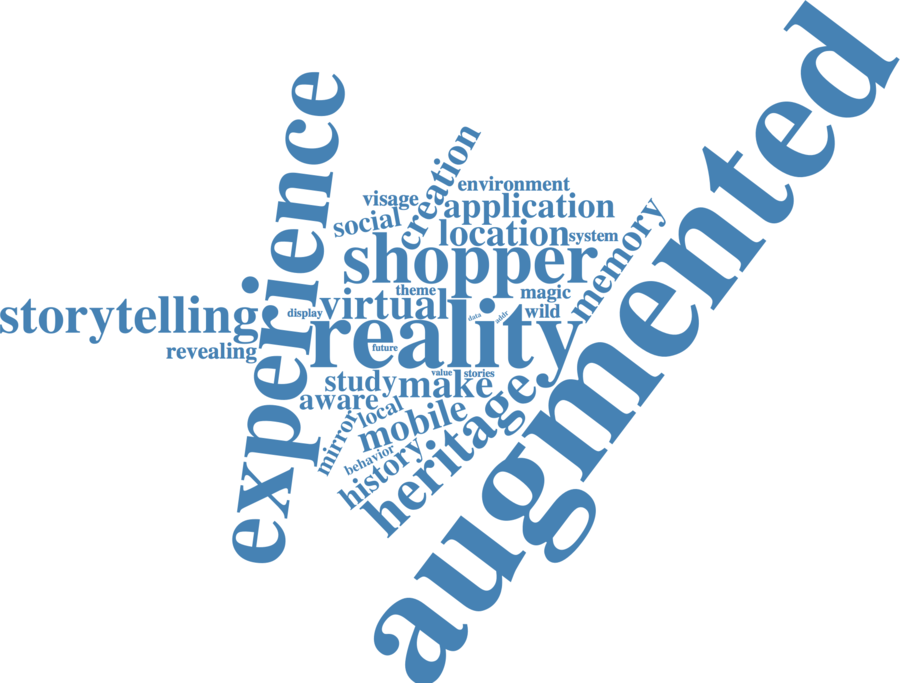 augmented
experience
creation
environment
visage
application
social
memory
location
system
shopper
theme
magic
storytelling
display
virtual
data
addr
wild
reality
revealing
future
value
stories
study
make
aware
heritage
local
mirror
mobile
behavior
history